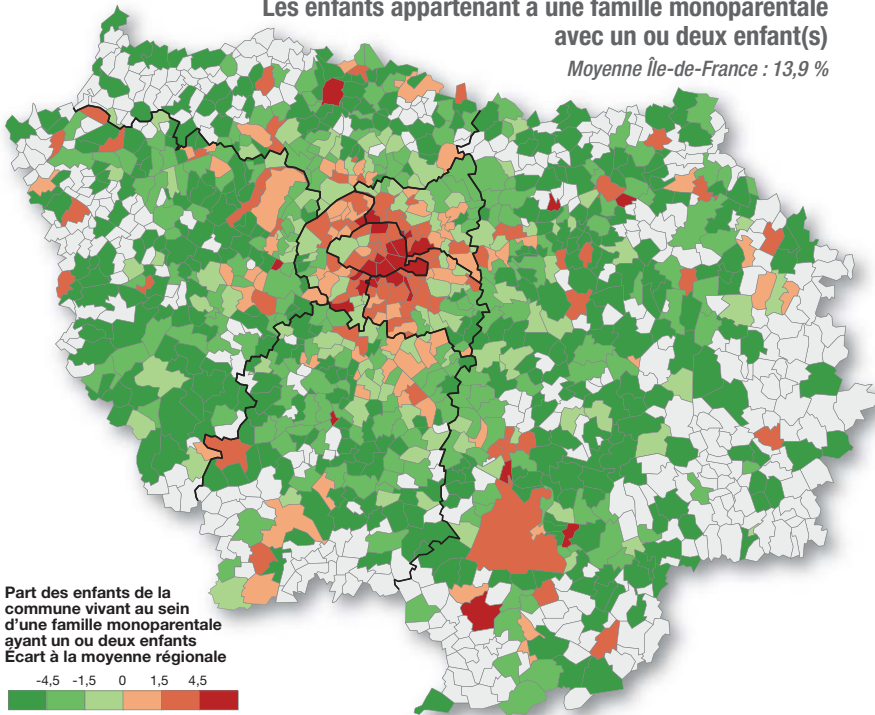 Les enfants appartenant à une famille monoparentale
avec un ou deux enfant(s)
Moyenne Île-de-France : 13,9 %
Part des enfants de la
commune vivant au sein
d'une famille monoparentale
ayant un ou deux enfants
Écart à la moyenne régionale
-4,5 -1,5 0 1,5 4,5